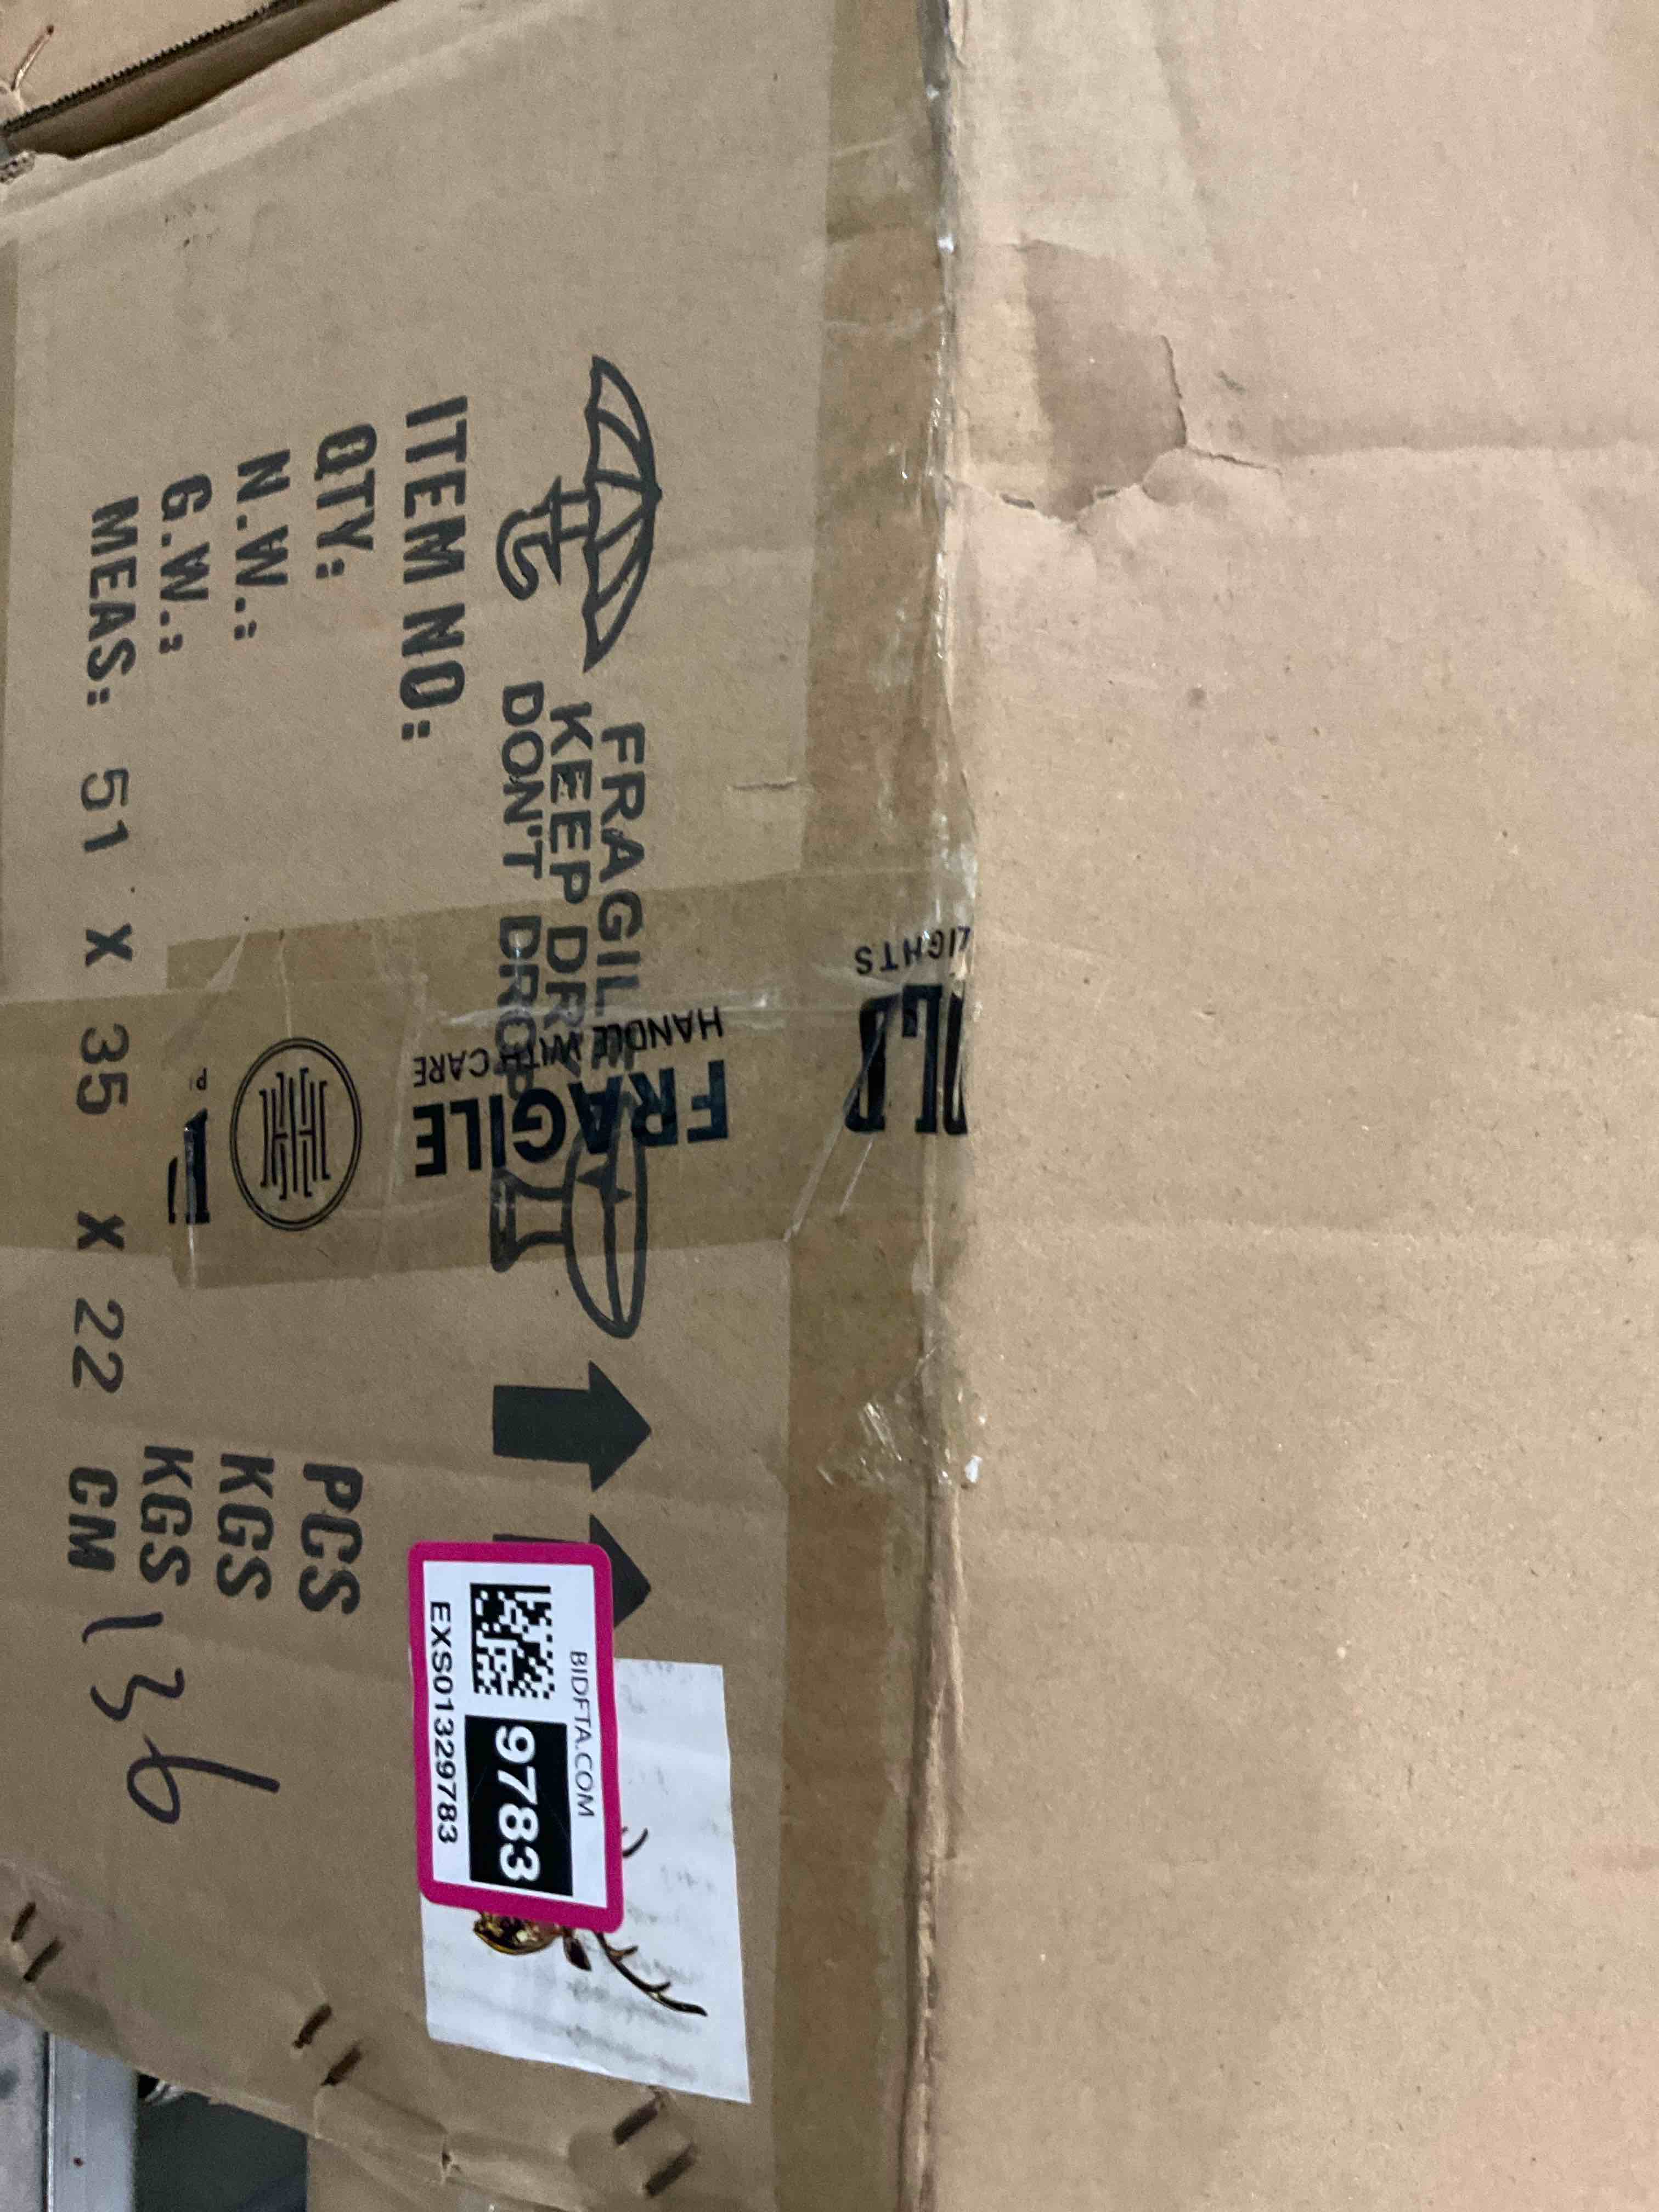 FRAGILE
KEEP DRY
DON'T DROP
ITEM NO:
QTY: PCS
N.W.: KGS
G.W.: KGS
MEAS: 51 X 35 X 22 CM
136
LIGHTS
FRAGILE
HANDLE WITH CARE
BIDFTA.COM
9783
EXS01329783